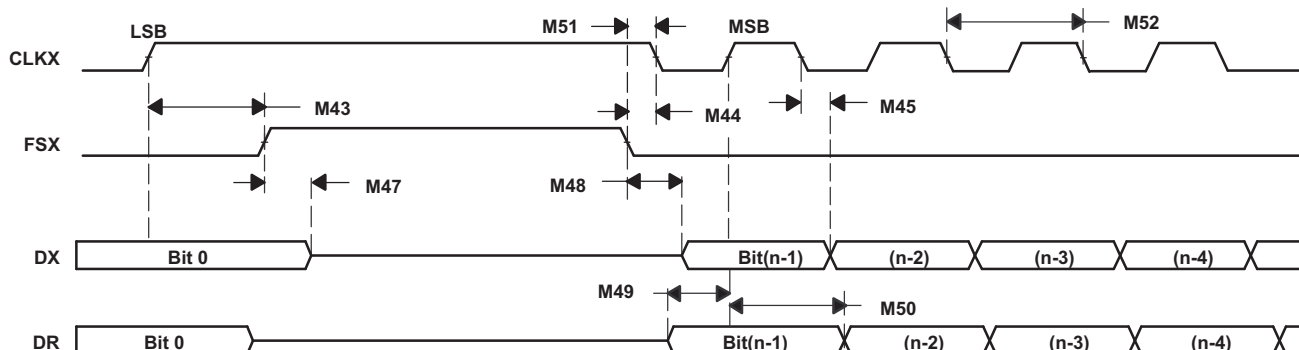 LSB M51 MSB M52
CLKX
M43 M44 M45
FSX
M47 M48
DX Bit 0 Bit(n-1) (n-2) (n-3) (n-4)
M49 M50
DR Bit 0 Bit(n-1) (n-2) (n-3) (n-4)